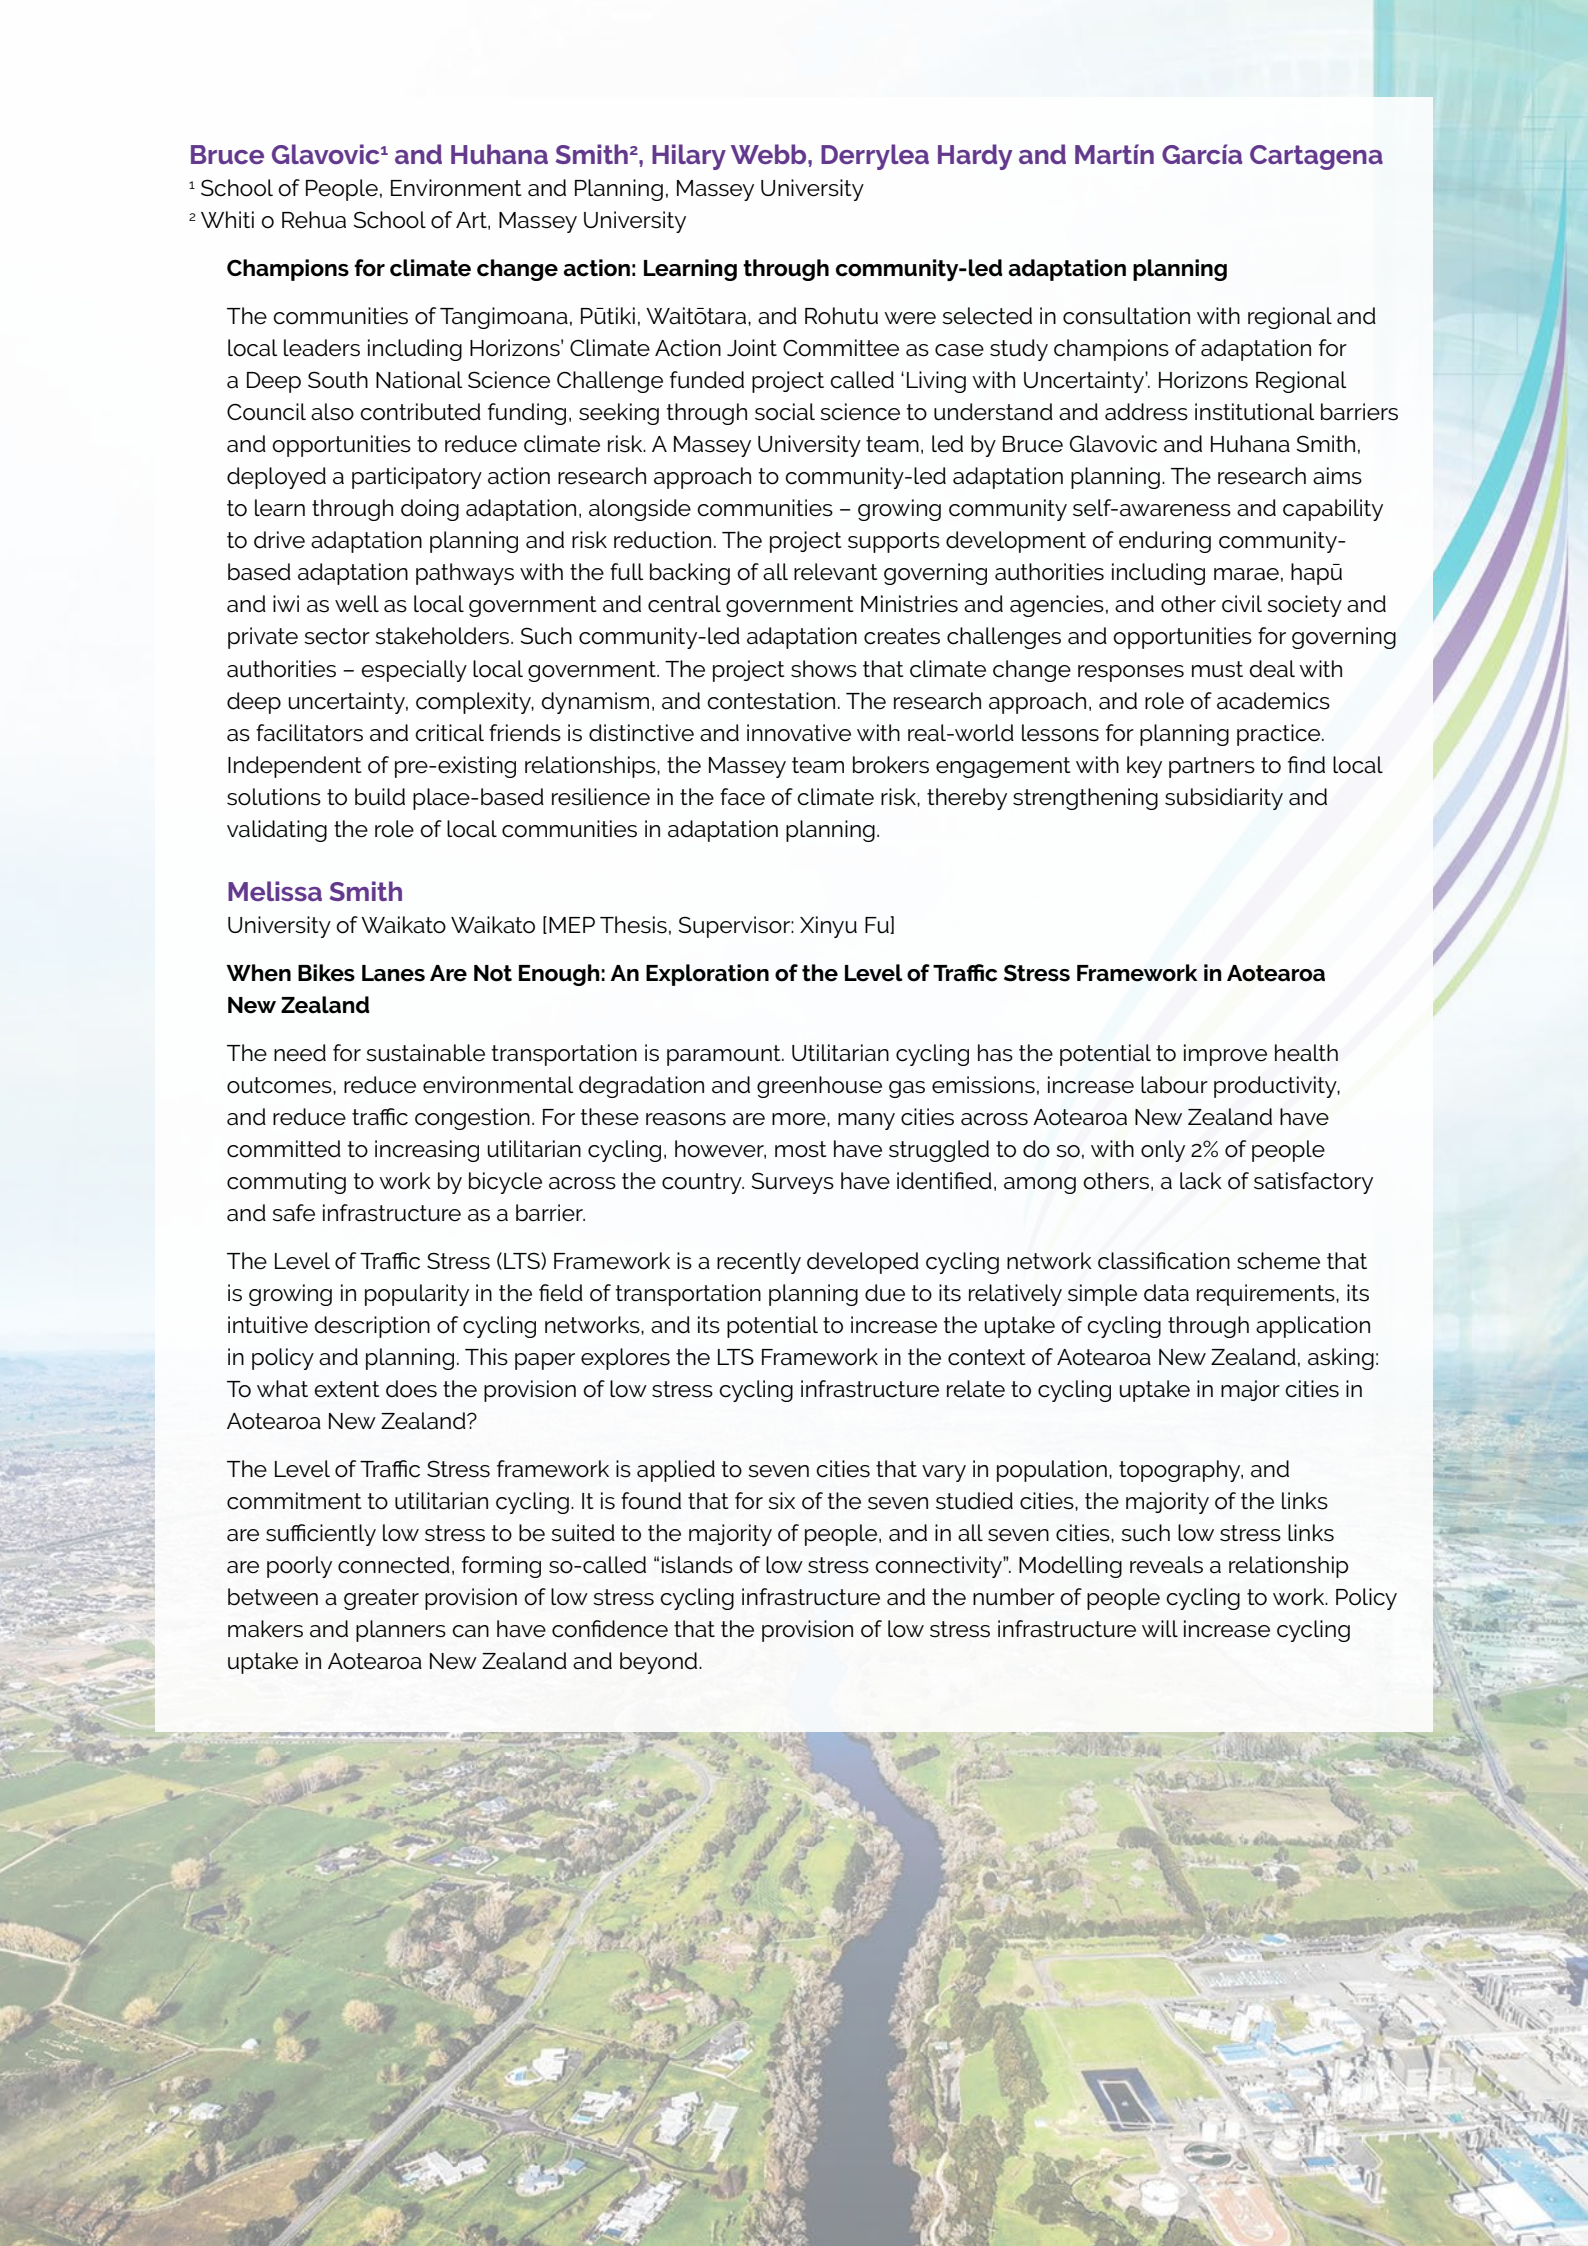 Bruce Glavovic¹ and Huhana Smith², Hilary Webb, Derrylea Hardy and Martín García Cartagena
¹ School of People, Environment and Planning, Massey University
² Whiti o Rehua School of Art, Massey University
Champions for climate change action: Learning through community-led adaptation planning
The communities of Tangimoana, Pūtiki, Waitōtara, and Rohutu were selected in consultation with regional and
local leaders including Horizons' Climate Action Joint Committee as case study champions of adaptation for
a Deep South National Science Challenge funded project called ‘Living with Uncertainty’. Horizons Regional
Council also contributed funding, seeking through social science to understand and address institutional barriers
and opportunities to reduce climate risk. A Massey University team, led by Bruce Glavovic and Huhana Smith,
deployed a participatory action research approach to community-led adaptation planning. The research aims
to learn through doing adaptation, alongside communities – growing community self-awareness and capability
to drive adaptation planning and risk reduction. The project supports development of enduring community-
based adaptation pathways with the full backing of all relevant governing authorities including marae, hapū
and iwi as well as local government and central government Ministries and agencies, and other civil society and
private sector stakeholders. Such community-led adaptation creates challenges and opportunities for governing
authorities – especially local government. The project shows that climate change responses must deal with
deep uncertainty, complexity, dynamism, and contestation. The research approach, and role of academics
as facilitators and critical friends is distinctive and innovative with real-world lessons for planning practice.
Independent of pre-existing relationships, the Massey team brokers engagement with key partners to find local
solutions to build place-based resilience in the face of climate risk, thereby strengthening subsidiarity and
validating the role of local communities in adaptation planning.
Melissa Smith
University of Waikato Waikato [MEP Thesis, Supervisor: Xinyu Fu]
When Bikes Lanes Are Not Enough: An Exploration of the Level of Traffic Stress Framework in Aotearoa
New Zealand
The need for sustainable transportation is paramount. Utilitarian cycling has the potential to improve health
outcomes, reduce environmental degradation and greenhouse gas emissions, increase labour productivity,
and reduce traffic congestion. For these reasons are more, many cities across Aotearoa New Zealand have
committed to increasing utilitarian cycling, however, most have struggled to do so, with only 2% of people
commuting to work by bicycle across the country. Surveys have identified, among others, a lack of satisfactory
and safe infrastructure as a barrier.
The Level of Traffic Stress (LTS) Framework is a recently developed cycling network classification scheme that
is growing in popularity in the field of transportation planning due to its relatively simple data requirements, its
intuitive description of cycling networks, and its potential to increase the uptake of cycling through application
in policy and planning. This paper explores the LTS Framework in the context of Aotearoa New Zealand, asking:
To what extent does the provision of low stress cycling infrastructure relate to cycling uptake in major cities in
Aotearoa New Zealand?
The Level of Traffic Stress framework is applied to seven cities that vary in population, topography, and
commitment to utilitarian cycling. It is found that for six of the seven studied cities, the majority of the links
are sufficiently low stress to be suited to the majority of people, and in all seven cities, such low stress links
are poorly connected, forming so-called “islands of low stress connectivity”. Modelling reveals a relationship
between a greater provision of low stress cycling infrastructure and the number of people cycling to work. Policy
makers and planners can have confidence that the provision of low stress infrastructure will increase cycling
uptake in Aotearoa New Zealand and beyond.